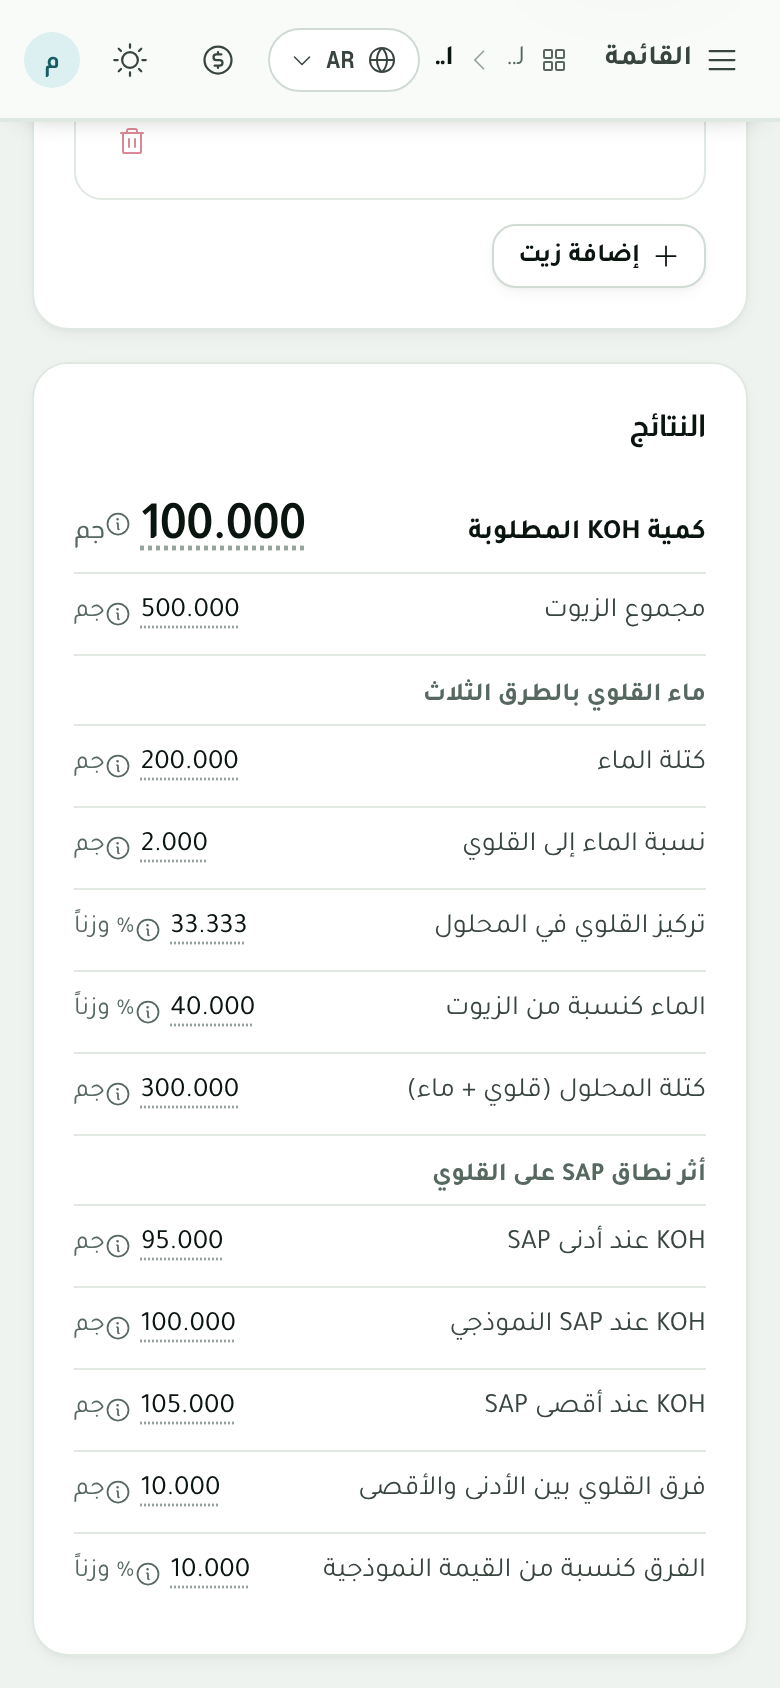 القائمة
لـ..
ا..
AR
م
إضافة زيت
النتائج
كمية KOH المطلوبة 100.000 جم
مجموع الزيوت 500.000 جم
ماء القلوي بالطرق الثلاث
كتلة الماء 200.000 جم
نسبة الماء إلى القلوي 2.000 جم
تركيز القلوي في المحلول 33.333 % وزناً
الماء كنسبة من الزيوت 40.000 % وزناً
كتلة المحلول (قلوي + ماء) 300.000 جم
أثر نطاق SAP على القلوي
KOH عند أدنى SAP 95.000 جم
KOH عند SAP النموذجي 100.000 جم
KOH عند أقصى SAP 105.000 جم
فرق القلوي بين الأدنى والأقصى 10.000 جم
الفرق كنسبة من القيمة النموذجية 10.000 % وزناً